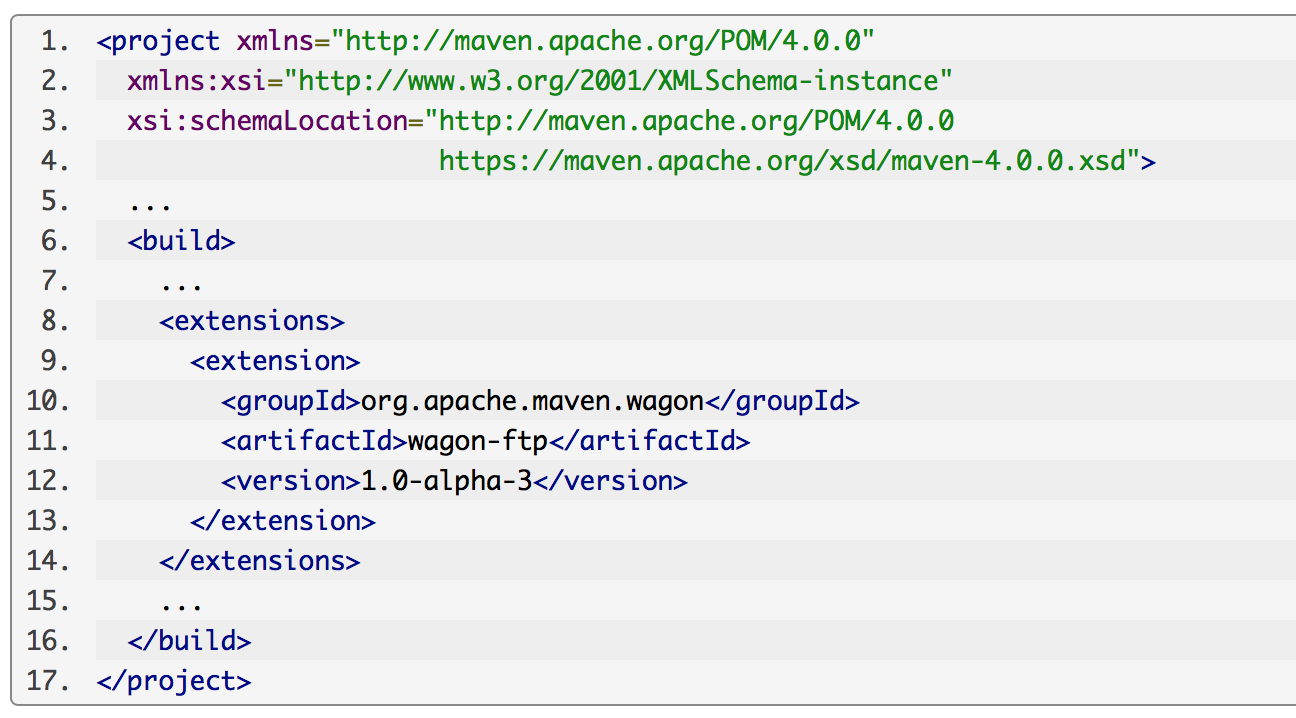 1. <project xmlns="http://maven.apache.org/POM/4.0.0"
2.   xmlns:xsi="http://www.w3.org/2001/XMLSchema-instance"
3.   xsi:schemaLocation="http://maven.apache.org/POM/4.0.0
4.                       https://maven.apache.org/xsd/maven-4.0.0.xsd">
5.   ...
6.   <build>
7.     ...
8.     <extensions>
9.       <extension>
10.         <groupId>org.apache.maven.wagon</groupId>
11.         <artifactId>wagon-ftp</artifactId>
12.         <version>1.0-alpha-3</version>
13.       </extension>
14.     </extensions>
15.     ...
16.   </build>
17. </project>